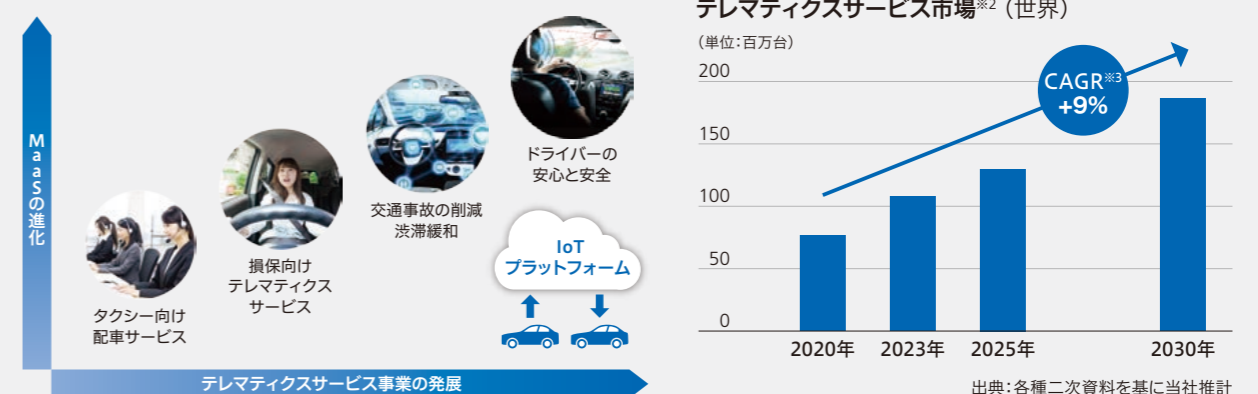 MaaSの進化
タクシー向け
配車サービス
損保向け
テレマティクス
サービス
交通事故の削減
渋滞緩和
ドライバーの
安心と安全
IoT
プラットフォーム
テレマティクスサービス事業の発展
テレマティクスサービス市場※2（世界）
（単位：百万台）
200
150
100
50
0
CAGR※3
+9%
2020年 2023年 2025年 2030年
出典：各種二次資料を基に当社推計